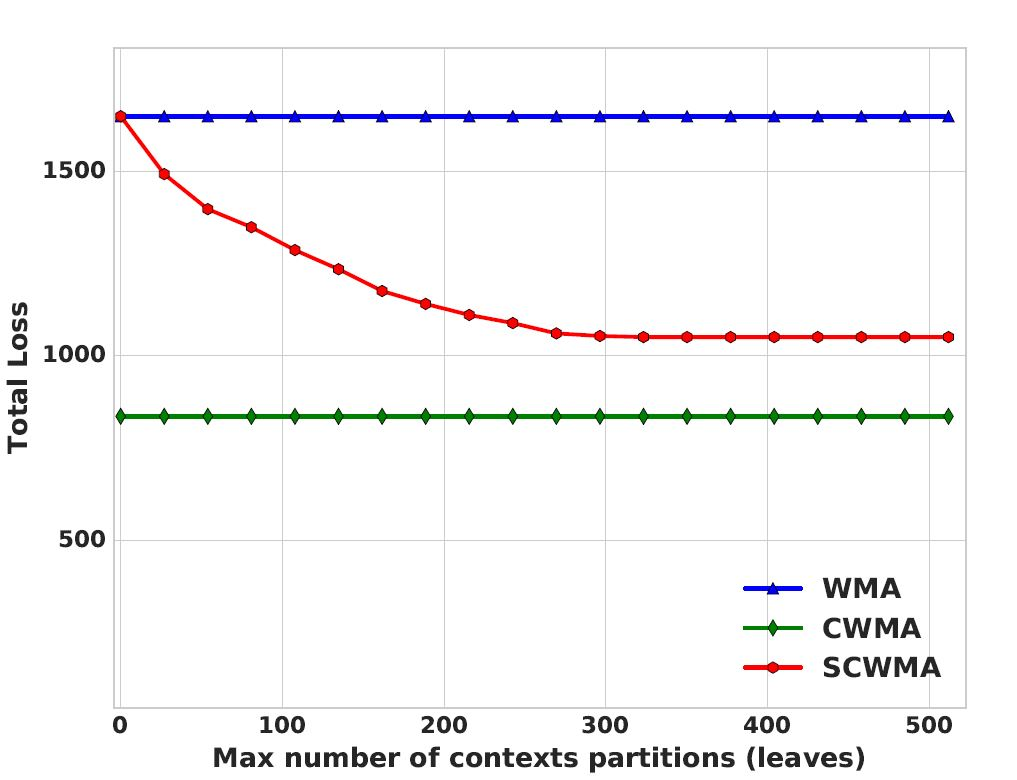 Total Loss
1500
1000
500
WMA
CWMA
SCWMA
0 100 200 300 400 500
Max number of contexts partitions (leaves)